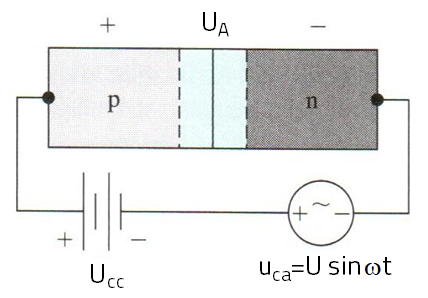 + U_A −
p n
+ − + ~ −
U_cc u_ca=U sinωt